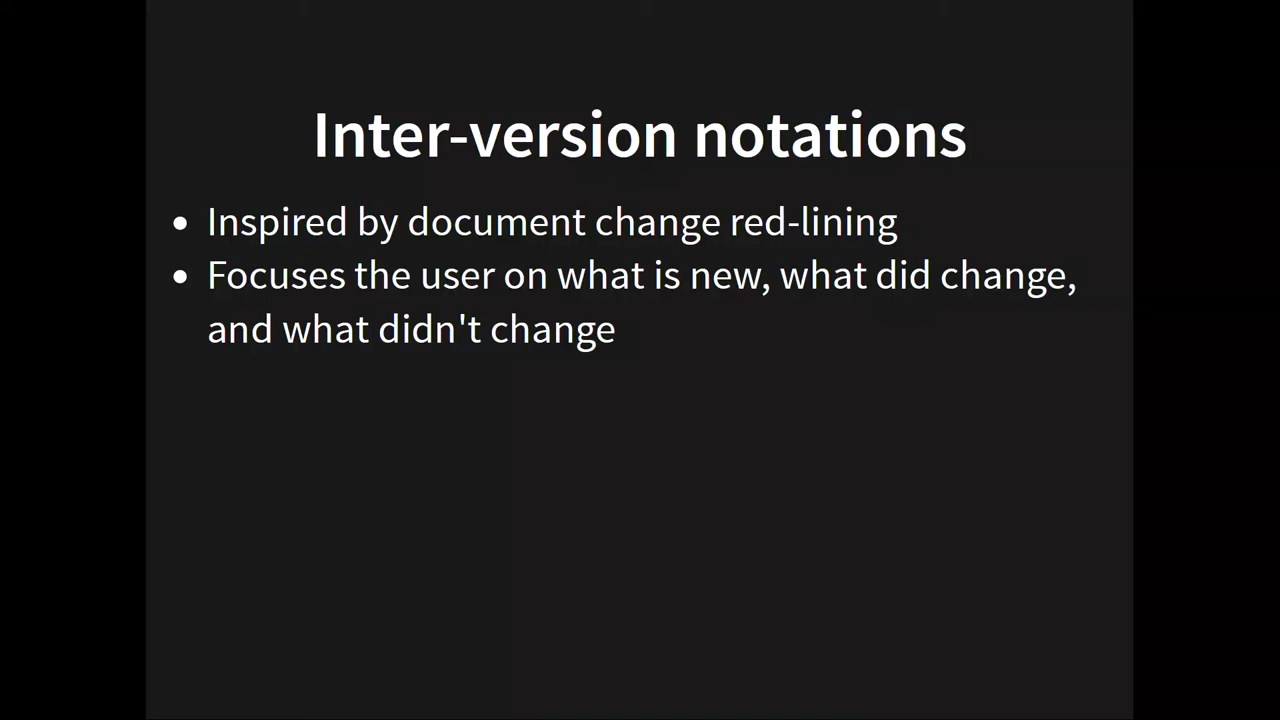 Inter-version notations
• Inspired by document change red-lining
• Focuses the user on what is new, what did change,
and what didn't change